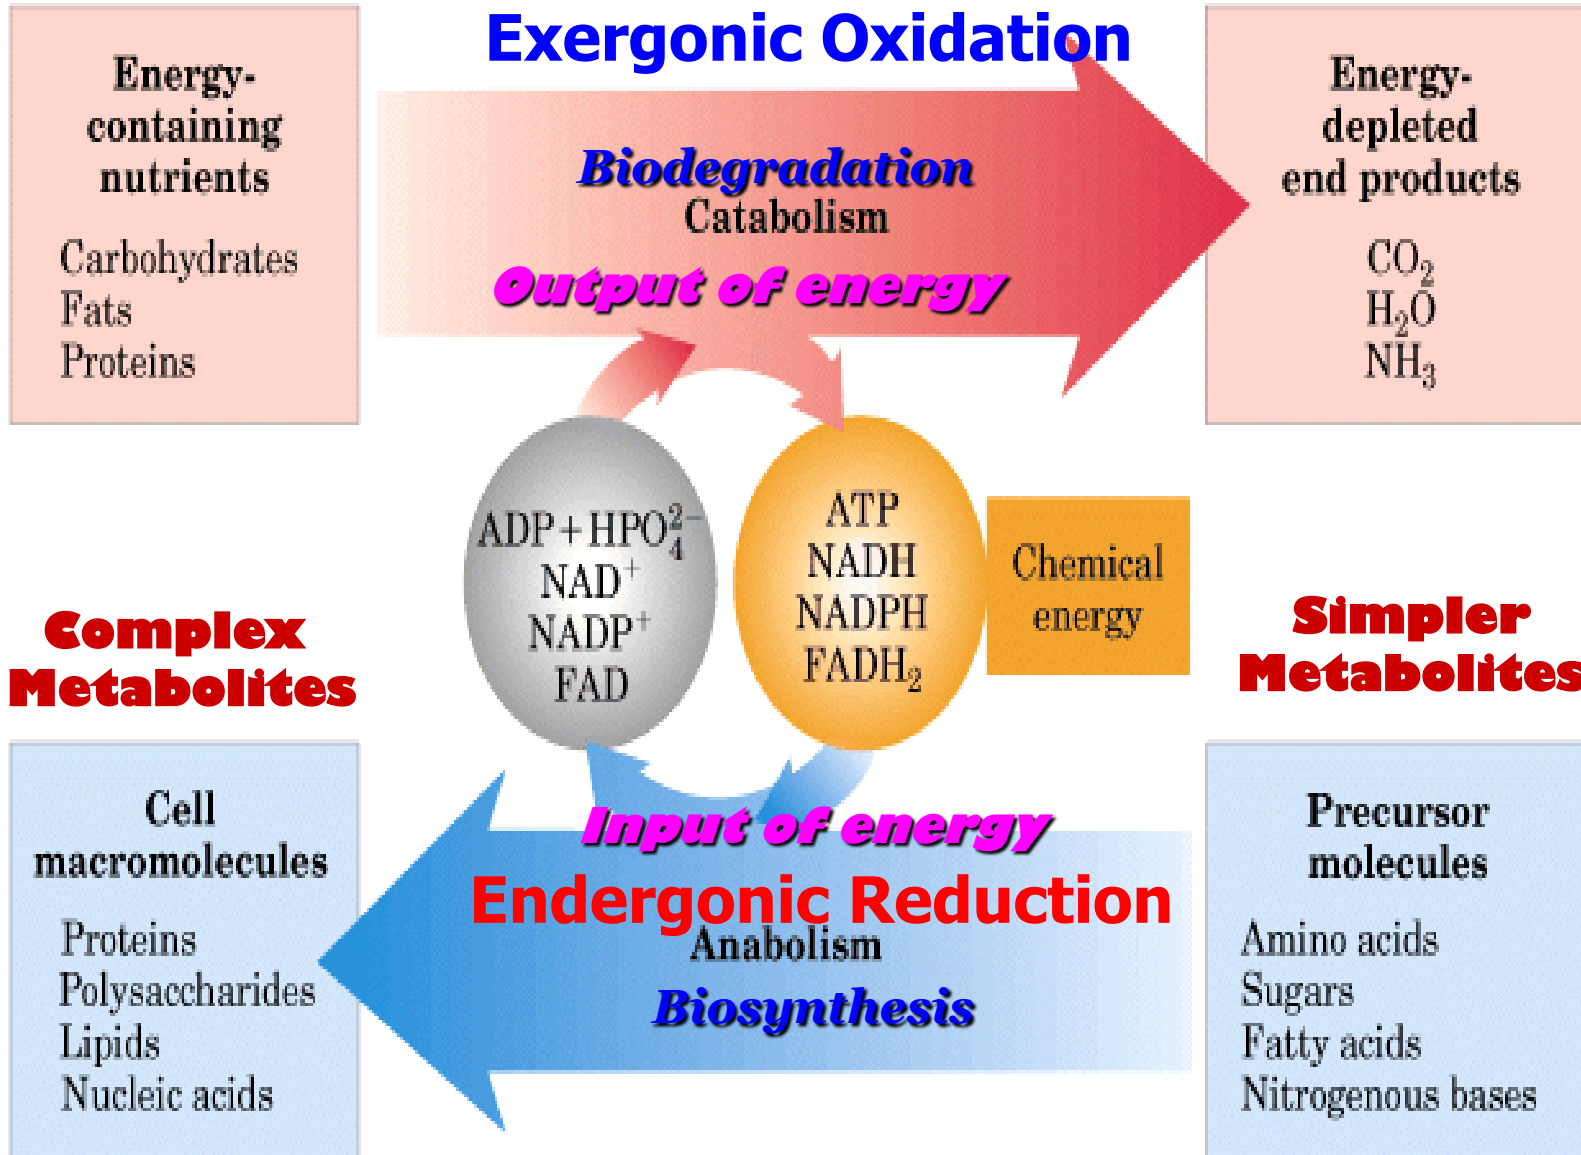 Exergonic Oxidation
Energy-
containing
nutrients
Carbohydrates
Fats
Proteins
Biodegradation
Catabolism
Output of energy
Energy-
depleted
end products
CO₂
H₂O
NH₃
ADP + HPO₄²⁻
NAD⁺
NADP⁺
FAD
ATP
NADH
NADPH
FADH₂
Chemical
energy
Complex
Metabolites
Simpler
Metabolites
Cell
macromolecules
Proteins
Polysaccharides
Lipids
Nucleic acids
Input of energy
Endergonic Reduction
Anabolism
Biosynthesis
Precursor
molecules
Amino acids
Sugars
Fatty acids
Nitrogenous bases